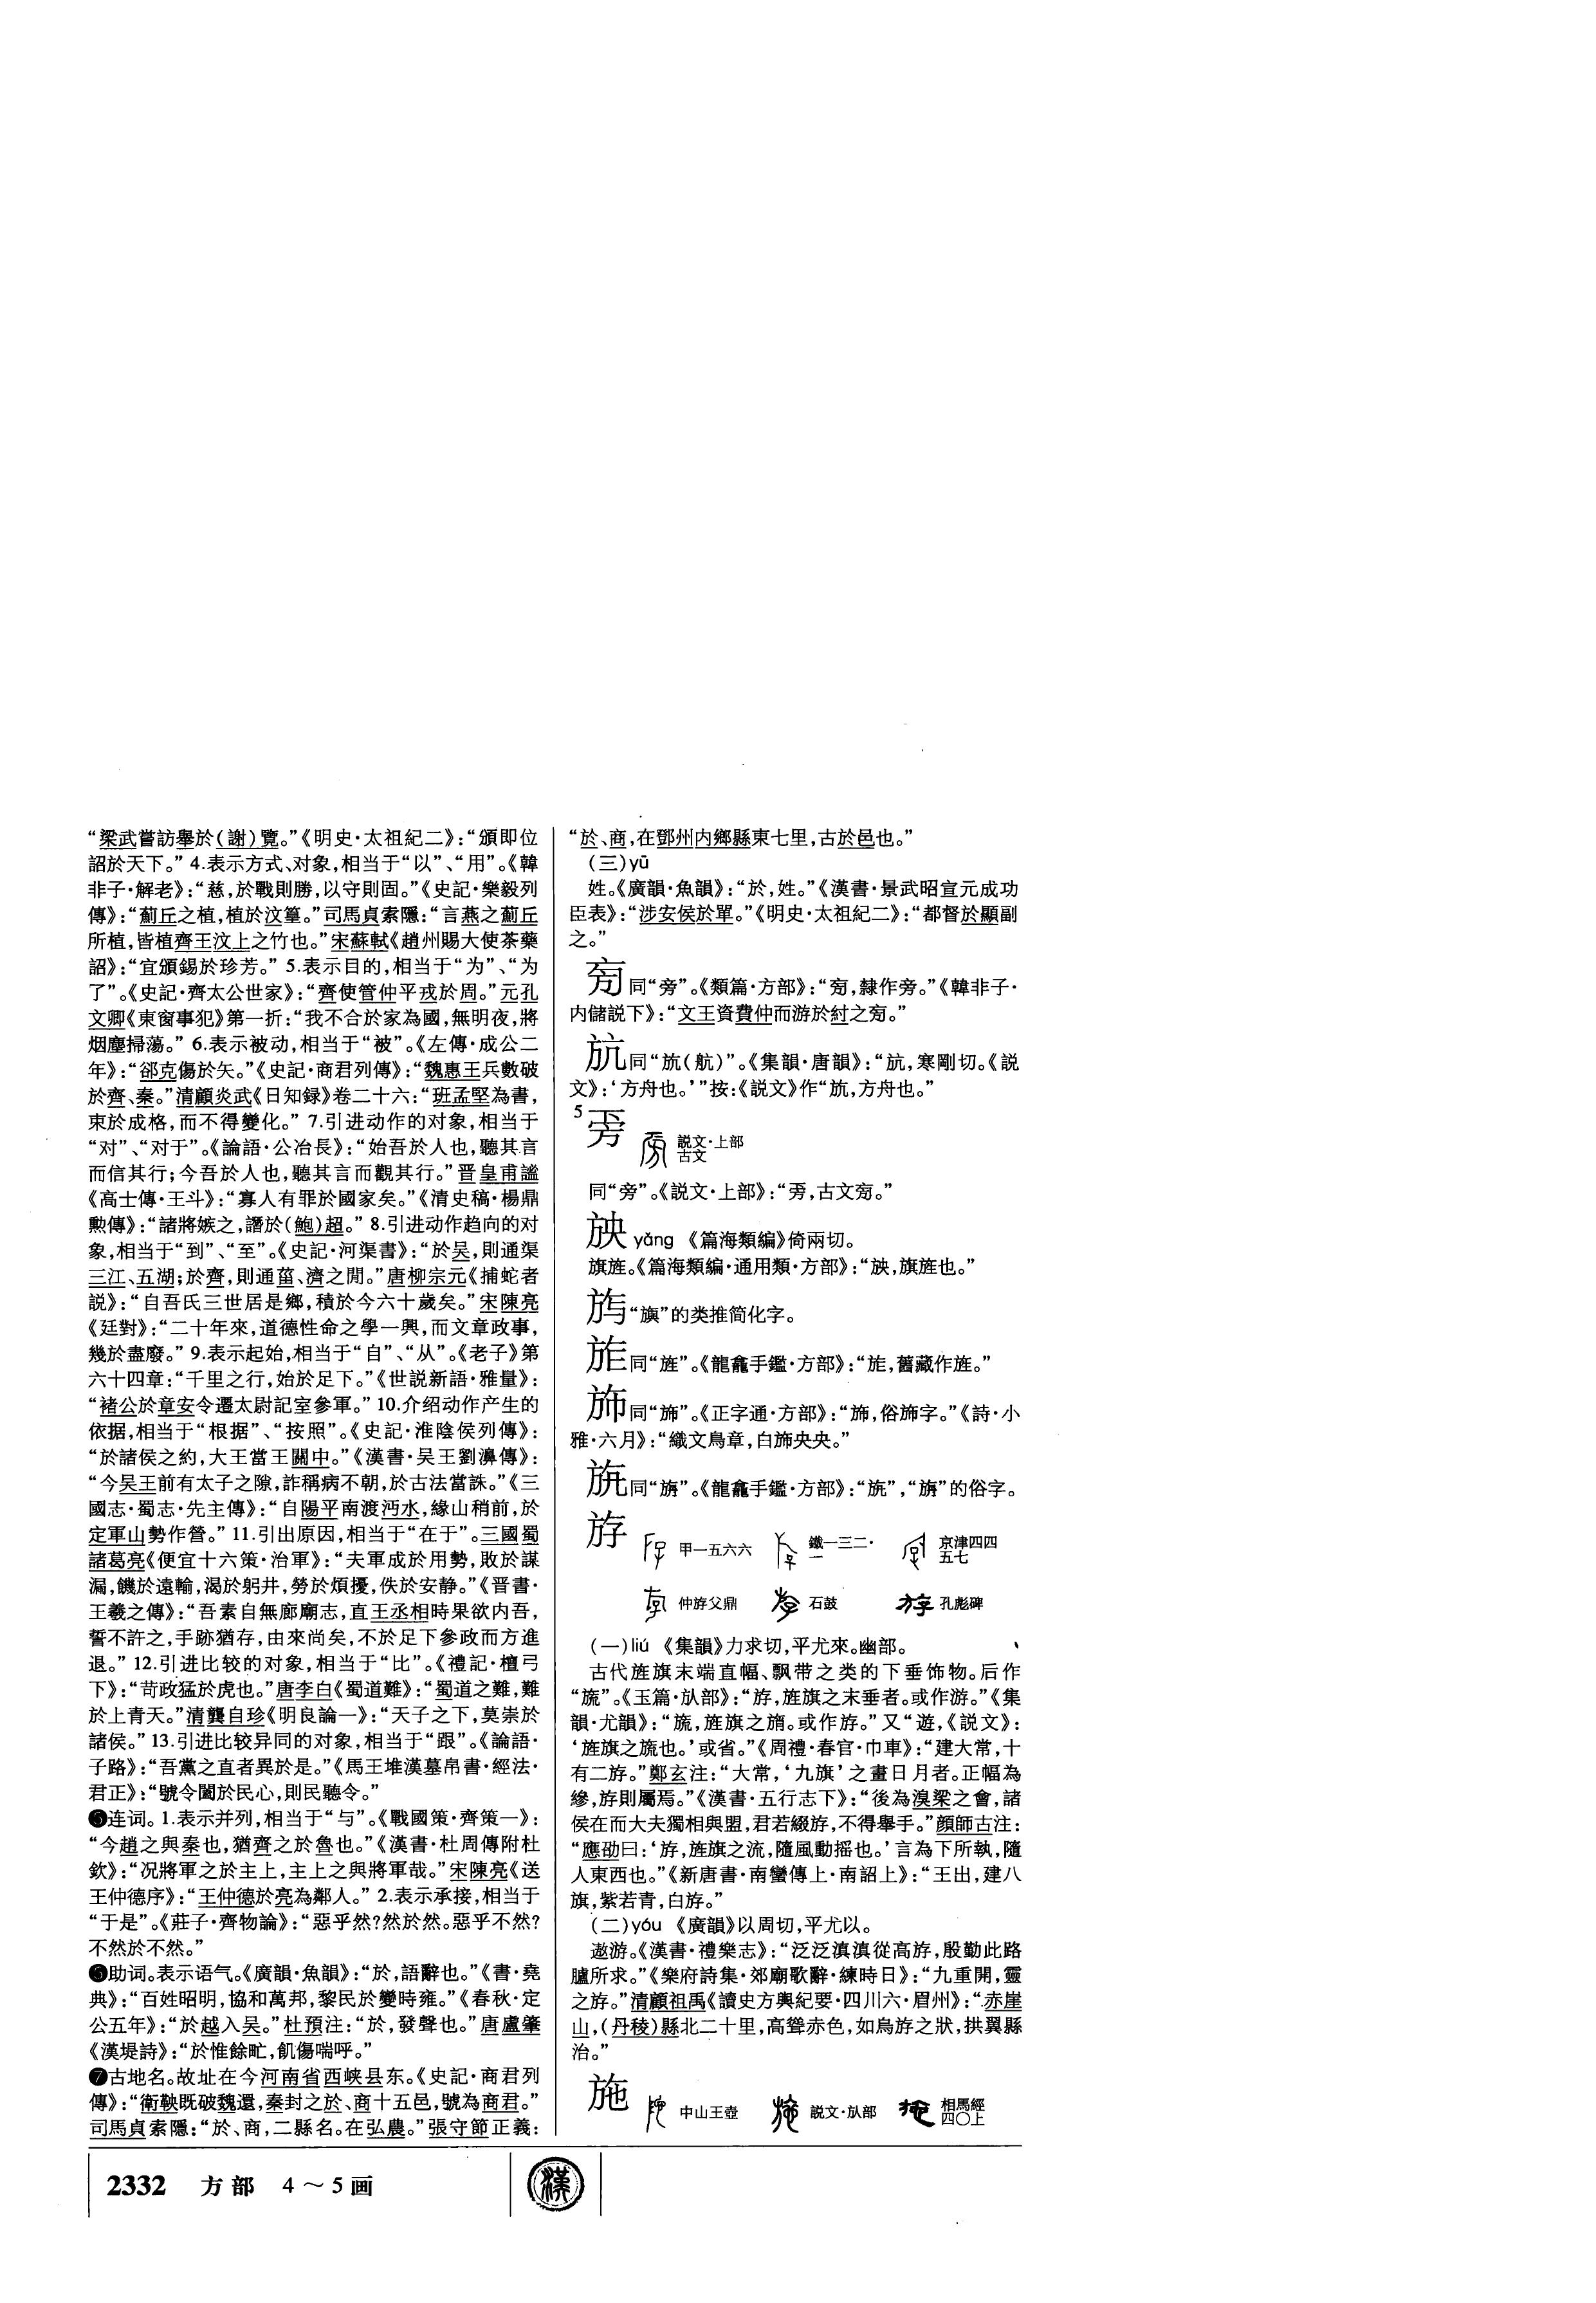 “梁武嘗訪舉於(謝)覽。”《明史·太祖紀二》：“頒即位
詔於天下。” 4.表示方式、对象，相当于“以”、“用”。《韓
非子·解老》：“慈，於戰則勝，以守則固。”《史記·樂毅列
傳》：“薊丘之植，植於汶篁。”司馬貞索隱：“言燕之薊丘
所植，皆植齊王汶上之竹也。”宋蘇軾《趙州賜大使茶藥
詔》：“宜頒錫於珍芳。” 5.表示目的，相当于“为”、“为
了”。《史記·齊太公世家》：“齊使管仲平戎於周。”元孔
文卿《東窗事犯》第一折：“我不合於家為國，無明夜，將
烟塵掃蕩。” 6.表示被动，相当于“被”。《左傳·成公二
年》：“郤克傷於矢。”《史記·商君列傳》：“魏惠王兵數破
於齊、秦。”清顧炎武《日知録》卷二十六：“班孟堅為書，
束於成格，而不得變化。” 7.引进动作的对象，相当于
“对”、“对于”。《論語·公冶長》：“始吾於人也，聽其言
而信其行；今吾於人也，聽其言而觀其行。”晋皇甫謐
《高士傳·王斗》：“寡人有罪於國家矣。”《清史稿·楊鼎
勲傳》：“諸將嫉之，譖於(鮑)超。” 8.引进动作趋向的对
象，相当于“到”、“至”。《史記·河渠書》：“於吴，則通渠
三江、五湖；於齊，則通菑、濟之閒。”唐柳宗元《捕蛇者
説》：“自吾氏三世居是鄉，積於今六十歲矣。”宋陳亮
《廷對》：“二十年來，道德性命之學一興，而文章政事，
幾於盡廢。” 9.表示起始，相当于“自”、“从”。《老子》第
六十四章：“千里之行，始於足下。”《世説新語·雅量》：
“褚公於章安令遷太尉記室參軍。” 10.介绍动作产生的
依据，相当于“根据”、“按照”。《史記·淮陰侯列傳》：
“於諸侯之約，大王當王關中。”《漢書·吴王劉濞傳》：
“今吴王前有太子之隙，詐稱病不朝，於古法當誅。”《三
國志·蜀志·先主傳》：“自陽平南渡沔水，緣山稍前，於
定軍山勢作營。” 11.引出原因，相当于“在于”。三國蜀
諸葛亮《便宜十六策·治軍》：“夫軍成於用勢，敗於謀
漏，饑於遠輸，渴於躬井，勞於煩擾，佚於安静。”《晋書·
王羲之傳》：“吾素自無廊廟志，直王丞相時果欲内吾，
誓不許之，手跡猶存，由來尚矣，不於足下參政而方進
退。” 12.引进比较的对象，相当于“比”。《禮記·檀弓
下》：“苛政猛於虎也。”唐李白《蜀道難》：“蜀道之難，難
於上青天。”清龔自珍《明良論一》：“天子之下，莫崇於
諸侯。” 13.引进比较异同的对象，相当于“跟”。《論語·
子路》：“吾黨之直者異於是。”《馬王堆漢墓帛書·經法·
君正》：“號令闔於民心，則民聽令。”
❺连词。1.表示并列，相当于“与”。《戰國策·齊策一》：
“今趙之與秦也，猶齊之於魯也。”《漢書·杜周傳附杜
欽》：“况將軍之於主上，主上之與將軍哉。”宋陳亮《送
王仲德序》：“王仲德於亮為鄰人。” 2.表示承接，相当于
“于是”。《莊子·齊物論》：“惡乎然?然於然。惡乎不然?
不然於不然。”
助词。表示语气。《廣韻·魚韻》：“於，語辭也。”《書·堯
典》：“百姓昭明，協和萬邦，黎民於變時雍。”《春秋·定
公五年》：“於越入吴。”杜預注：“於，發聲也。”唐盧肇
《漢堤詩》：“於惟餘甿，飢傷喘呼。”
❼古地名。故址在今河南省西峡县东。《史記·商君列
傳》：“衛鞅既破魏還，秦封之於、商十五邑，號為商君。”
司馬貞索隱：“於、商，二縣名。在弘農。”張守節正義：
“於、商，在鄧州内鄉縣東七里，古於邑也。”
(三)yū
姓。《廣韻·魚韻》：“於，姓。”《漢書·景武昭宣元成功
臣表》：“涉安侯於單。”《明史·太祖紀二》：“都督於顯副
之。”
㫄同“旁”。《類篇·方部》：“㫄，隸作旁。”《韓非子·
内儲説下》：“文王資費仲而游於紂之㫄。”
㫁同“斻(航)”。《集韻·唐韻》：“㫁，寒剛切。《説
文》：‘方舟也。’”按：《説文》作“斻，方舟也。”
5
説文·上部
古文
同“旁”。《説文·上部》：“㝑，古文㫄。”
yǎng 《篇海類編》倚兩切。
旗旌。《篇海類編·通用類·方部》：“㫊，旗旌也。”
“旟”的类推简化字。
同“旌”。《龍龕手鑑·方部》：“㫌，舊藏作旌。”
同“斾”。《正字通·方部》：“斾，俗旆字。”《詩·小
雅·六月》：“織文鳥章，白斾央央。”
同“旃”。《龍龕手鑑·方部》：
斿
甲一五六六
鐵一三二·
一
京津四四
五七
仲斿父鼎
石鼓
孔彪碑
(一)liú 《集韻》力求切，平尤來。幽部。
古代旌旗末端直幅、飘带之类的下垂饰物。后作
“旒”。《玉篇·㫃部》：“斿，旌旗之末垂者。或作游。”《集
韻·尤韻》：“旒，旌旗之旓。或作斿。”又“遊，《説文》：
‘旌旗之旒也。’或省。”《周禮·春官·巾車》：“建大常，十
有二斿。”鄭玄注：“大常，‘九旗’之畫日月者。正幅為
縿，斿則屬焉。”《漢書·五行志下》：“後為溴梁之會，諸
侯在而大夫獨相與盟，君若綴斿，不得舉手。”顔師古注：
“應劭曰：‘斿，旌旗之流，隨風動摇也。’言為下所執，隨
人東西也。”《新唐書·南蠻傳上·南詔上》：“王出，建八
旗，紫若青，白斿。”
(二)yóu 《廣韻》以周切，平尤以。
遨游。《漢書·禮樂志》：“泛泛滇滇從高斿，殷勤此路
臚所求。”《樂府詩集·郊廟歌辭·練時日》：“九重開，靈
之斿。”清顧祖禹《讀史方輿紀要·四川六·眉州》：“赤崖
山，(丹稜)縣北二十里，高聳赤色，如烏斿之狀，拱翼縣
治。”
施
中山王壺
説文·㫃部
相馬經
四〇上
2332 方部 4～5画
漢